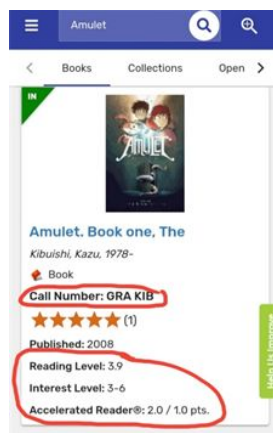 Amulet
Books Collections Open
IN
AMULET
Amulet. Book one, The
Kibuishi, Kazu, 1978-
Book
Call Number: GRA KIB
(1)
Published: 2008
Reading Level: 3.9
Interest Level: 3-6
Accelerated Reader®: 2.0 / 1.0 pts.
Help Us Improve